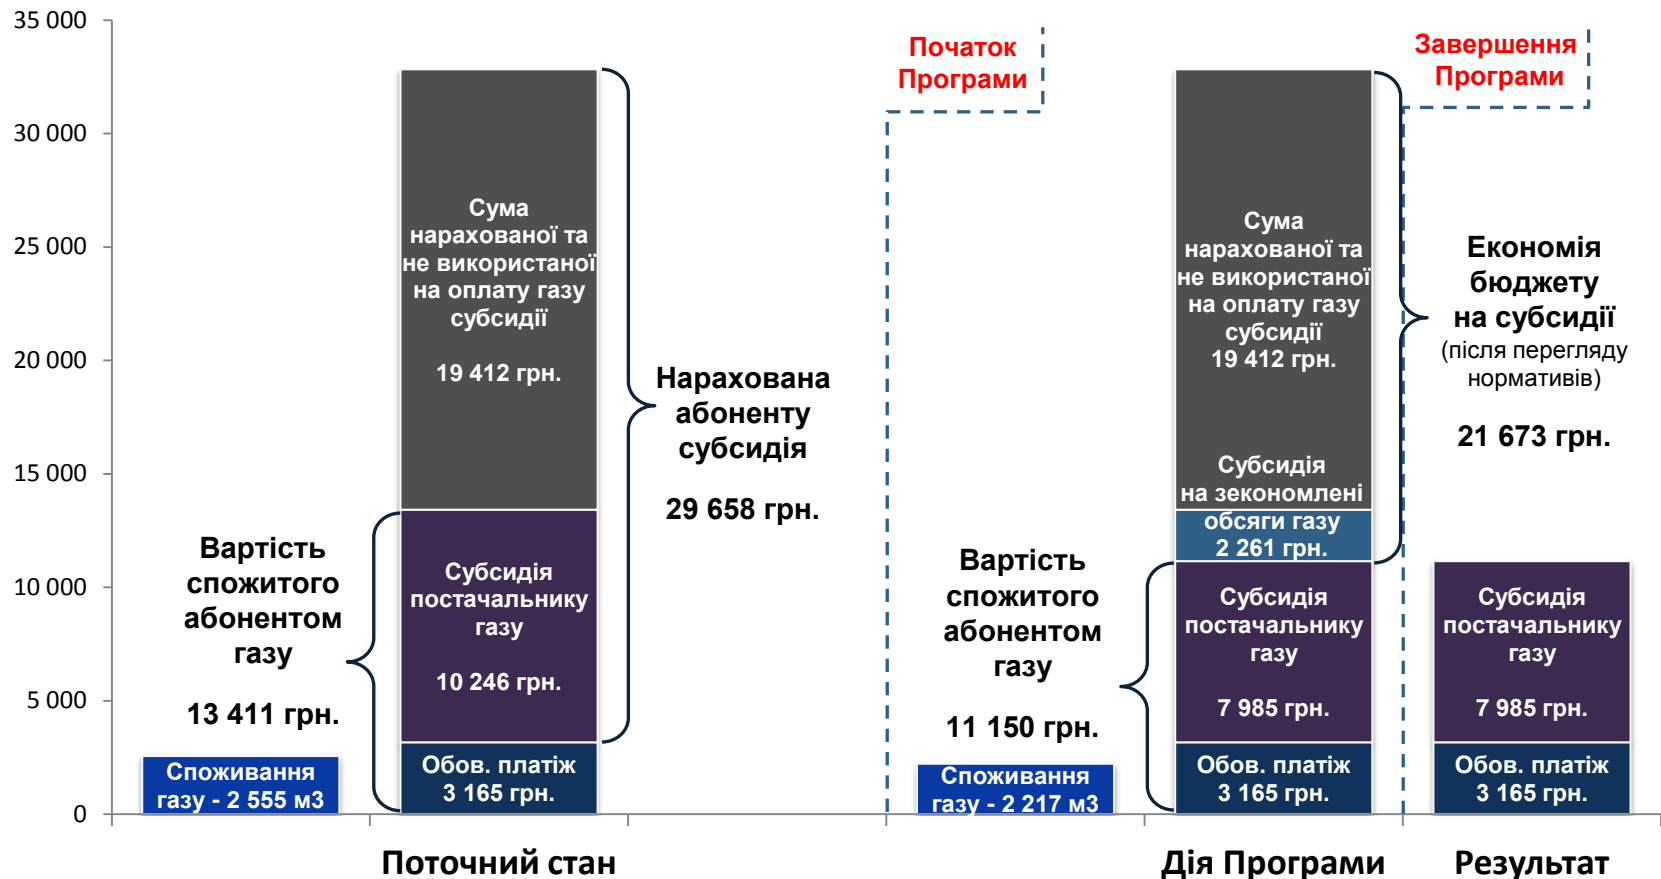 35 000
30 000
25 000
20 000
15 000
10 000
5 000
0
Сума
нарахованої та
не використаної
на оплату газу
субсидії
19 412 грн.
Субсидія
постачальнику
газу
10 246 грн.
Обов. платіж
3 165 грн.
Вартість
спожитого
абонентом
газу
13 411 грн.
Споживання
газу - 2 555 м3
Нарахована
абоненту
субсидія
29 658 грн.
Початок
Програми
Сума
нарахованої та
не використаної
на оплату газу
субсидії
19 412 грн.
Субсидія
на зекономлені
обсяги газу
2 261 грн.
Субсидія
постачальнику
газу
7 985 грн.
Обов. платіж
3 165 грн.
Вартість
спожитого
абонентом
газу
11 150 грн.
Споживання
газу - 2 217 м3
Завершення
Програми
Економія
бюджету
на субсидії
(після перегляду
нормативів)
21 673 грн.
Субсидія
постачальнику
газу
7 985 грн.
Обов. платіж
3 165 грн.
Поточний стан
Дія Програми
Результат